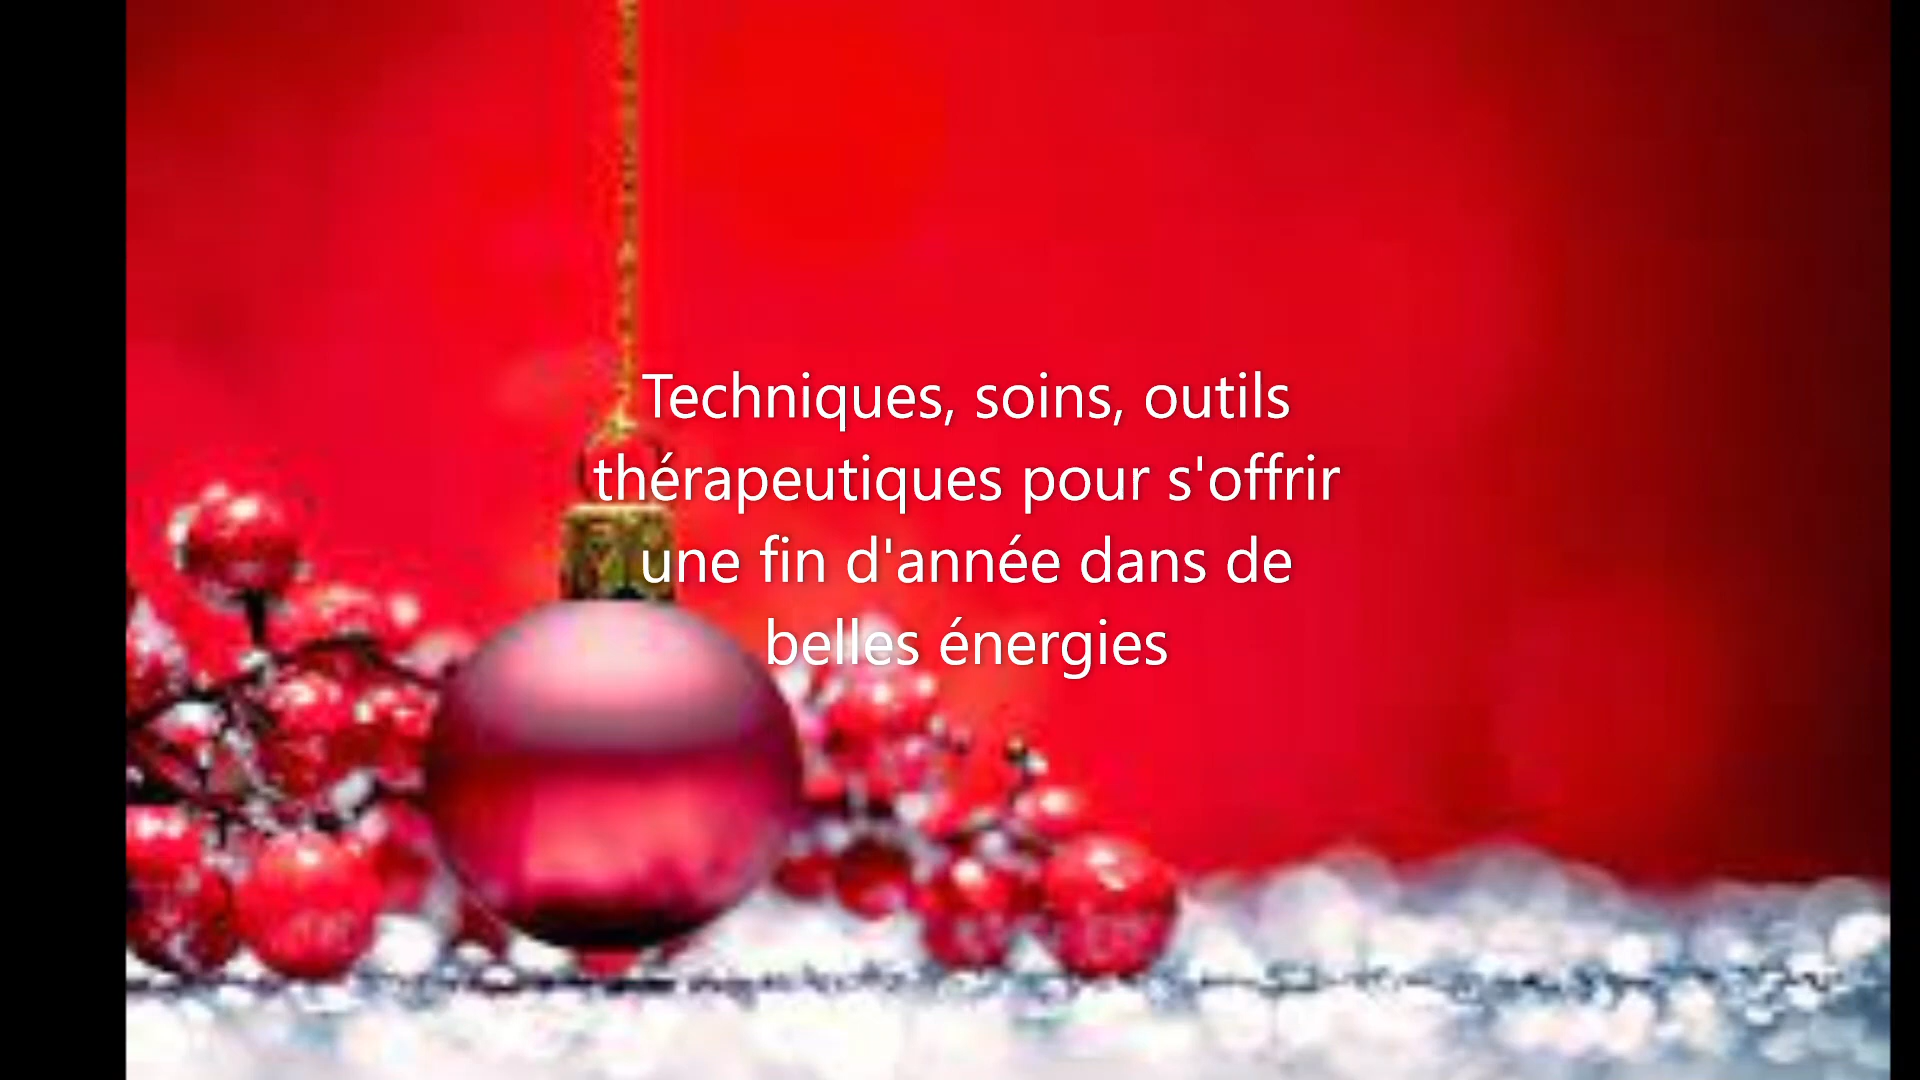 Techniques, soins, outils
thérapeutiques pour s'offrir
une fin d'année dans de
belles énergies